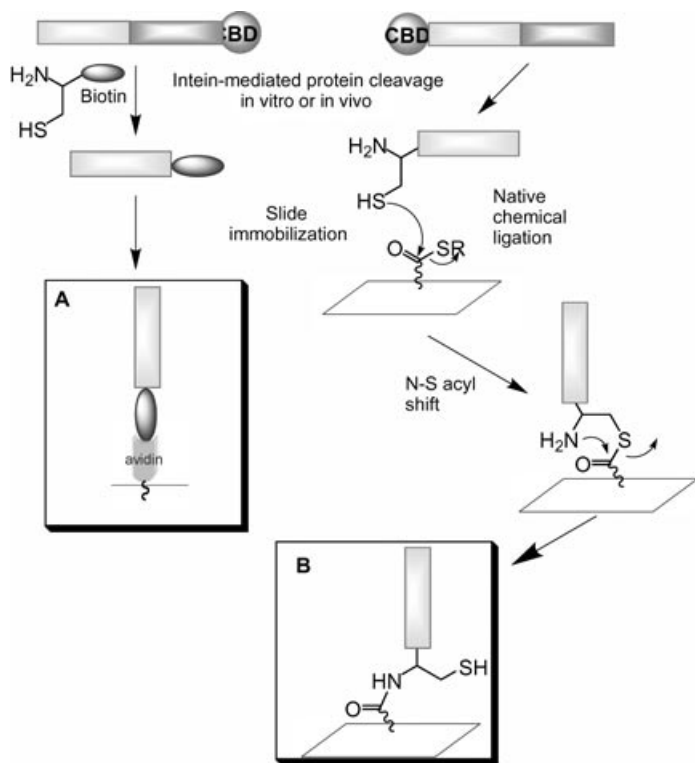 CBD
CBD
H2N
Biotin
HS
Intein-mediated protein cleavage
in vitro or in vivo
H2N
HS
Slide
immobilization
Native
chemical
ligation
O
SR
A
avidin
N-S acyl
shift
H2N
S
O
B
HN
SH
O